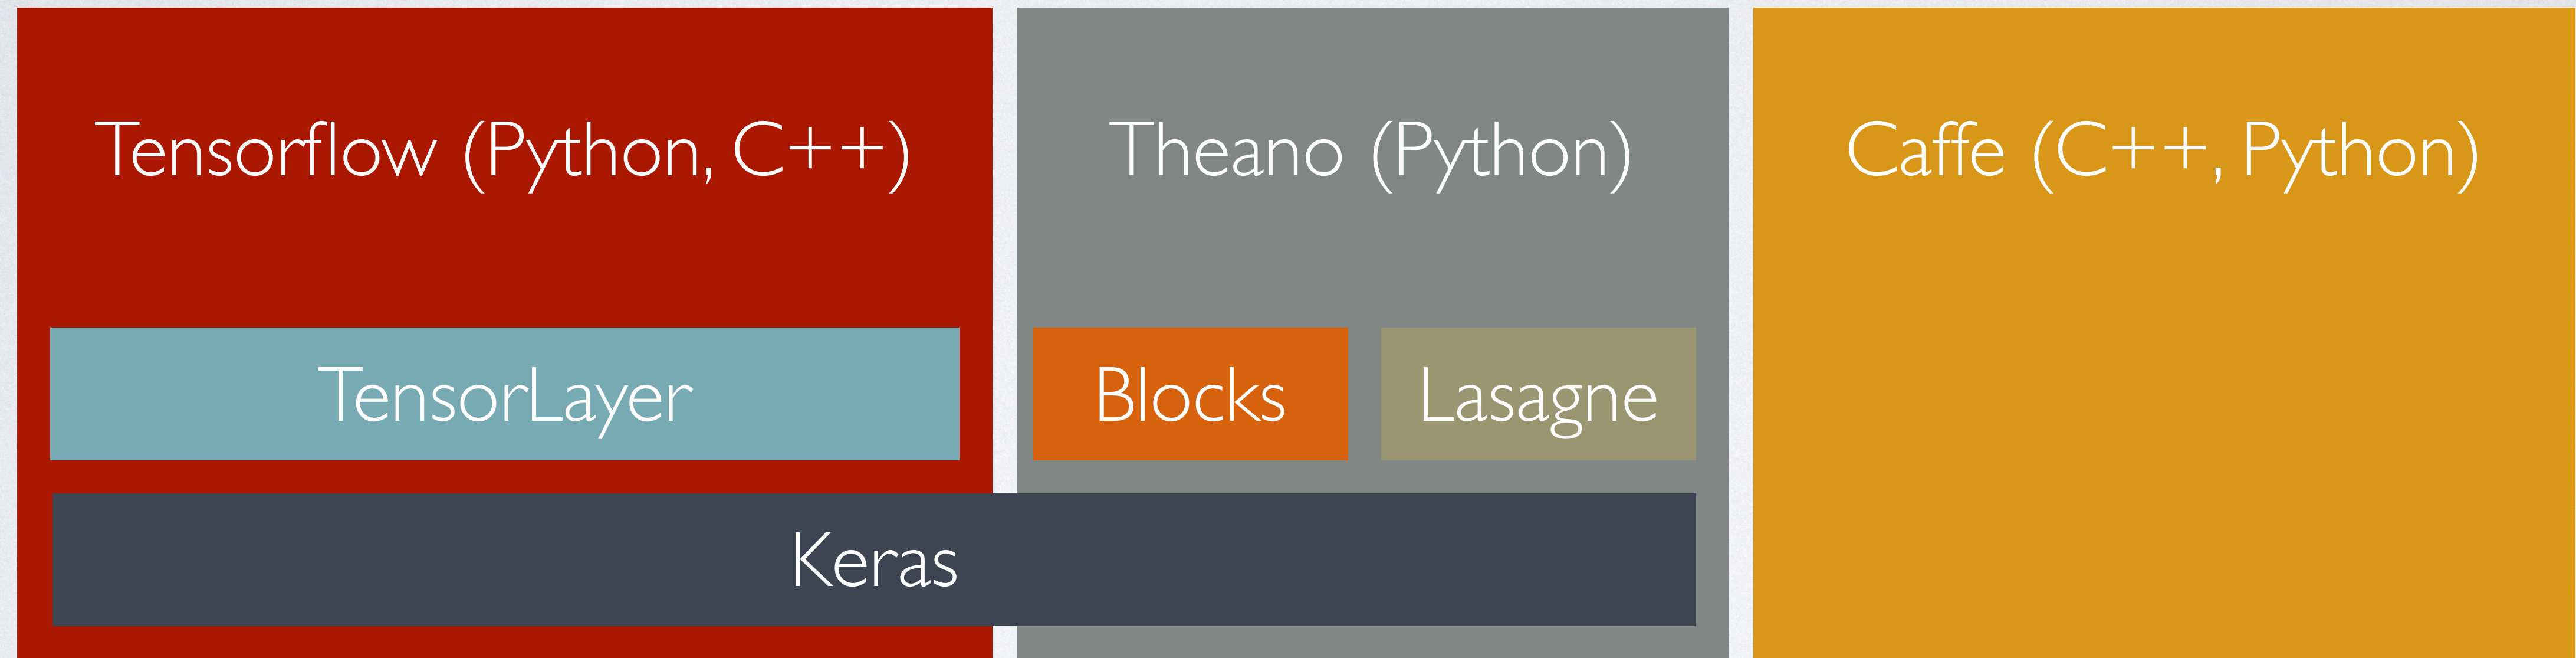 Tensorflow (Python, C++)
Theano (Python)
Caffe (C++, Python)
TensorLayer
Blocks
Lasagne
Keras